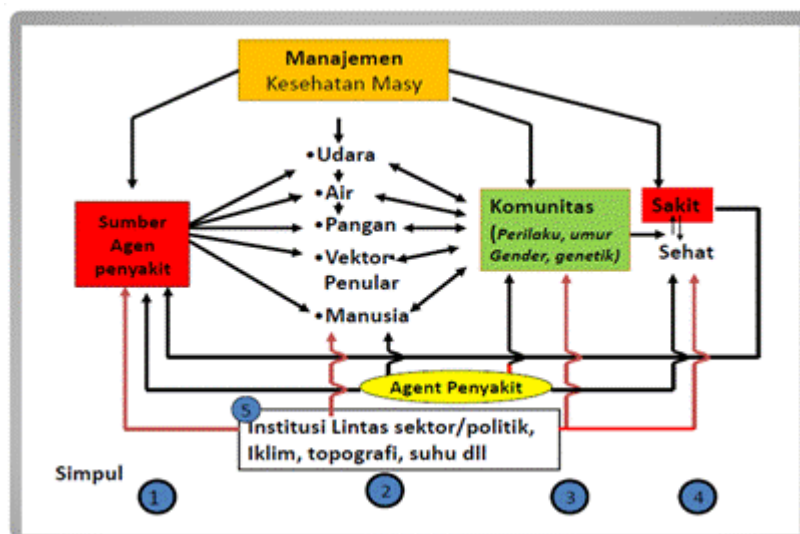 Manajemen
Kesehatan Masy
•Udara
•Air
•Pangan
•Vektor
Penular
•Manusia
Sumber
Agen
penyakit
Komunitas
(Perilaku, umur
Gender, genetik)
Sakit
Sehat
Agent Penyakit
5
Institusi Lintas sektor/politik,
Iklim, topografi, suhu dll
Simpul
1
2
3
4